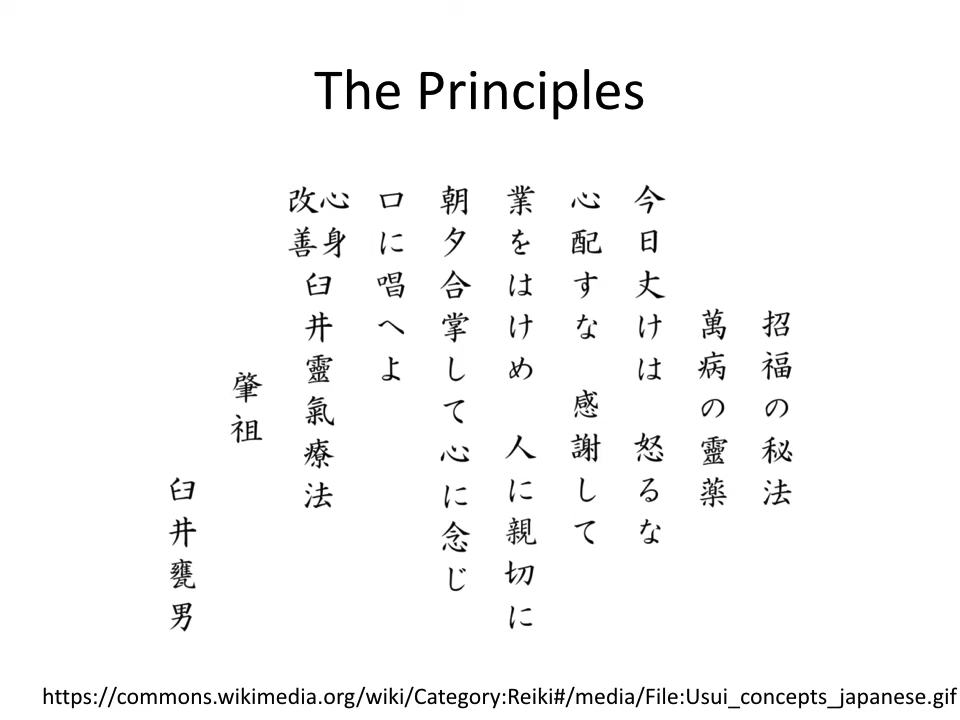 The Principles
招福の秘法
萬病の靈薬
今日丈けは 怒るな
心配すな 感謝して
業をはけめ 人に親切に
朝夕合掌して心に念じ
口に唱へよ
心身改善 臼井靈氣療法
肇祖
臼井甕男
https://commons.wikimedia.org/wiki/Category:Reiki#/media/File:Usui_concepts_japanese.gif